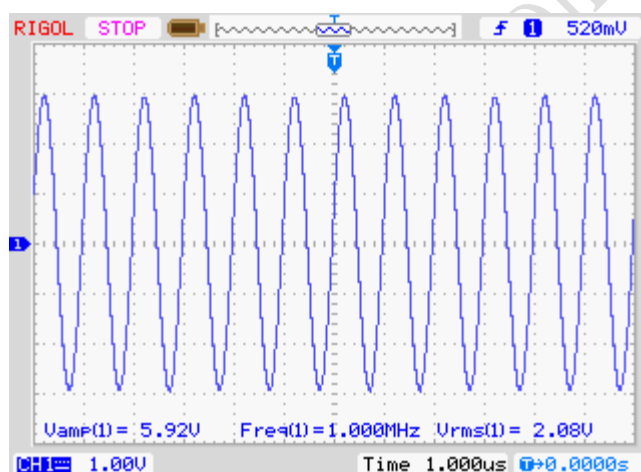 RIGOL STOP T 1 520mV
T
1
Vamp(1)= 5.92V Freq(1)=1.000MHz Vrms(1)= 2.08V
CH1 1.00V Time 1.000us T→0.0000s